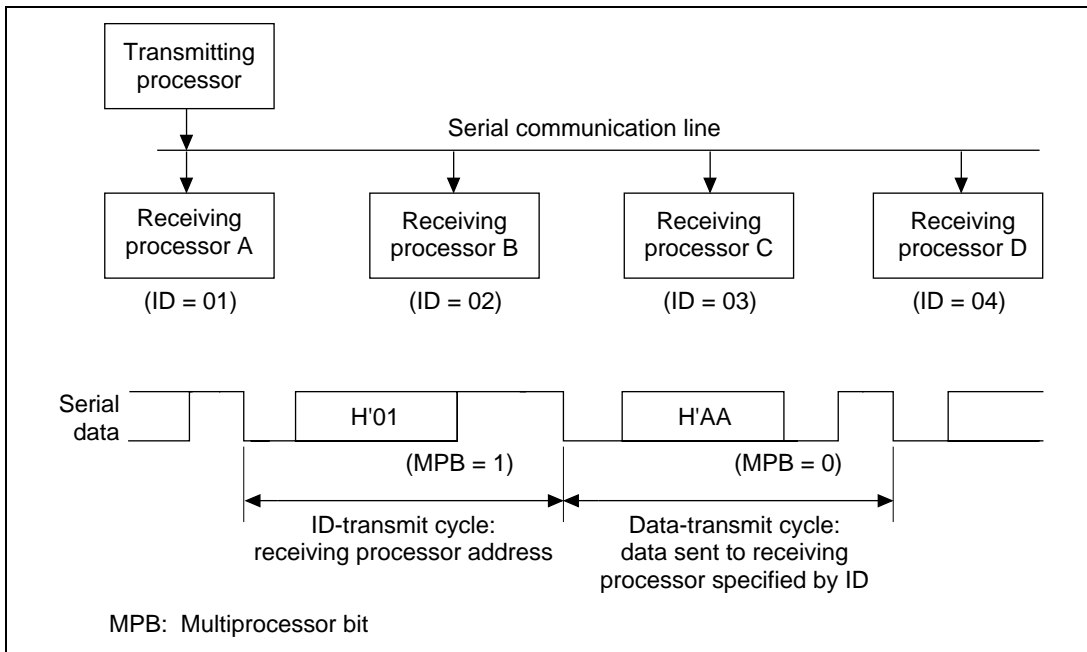 Transmitting
processor
Serial communication line
Receiving
processor A
Receiving
processor B
Receiving
processor C
Receiving
processor D
(ID = 01)
(ID = 02)
(ID = 03)
(ID = 04)
Serial
data
H'01
H'AA
(MPB = 1)
(MPB = 0)
ID-transmit cycle:
receiving processor address
Data-transmit cycle:
data sent to receiving
processor specified by ID
MPB: Multiprocessor bit